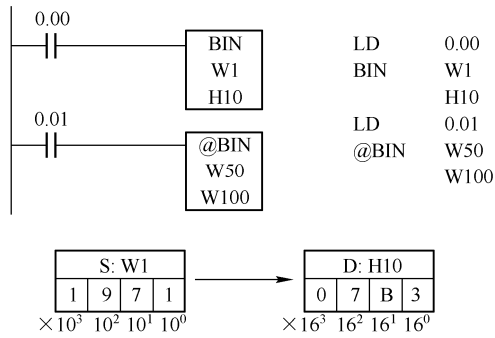 0.00
BIN
W1
H10
LD 0.00
BIN W1
H10
0.01
@BIN
W50
W100
LD 0.01
@BIN W50
W100
S: W1
1 9 7 1
×10³ 10² 10¹ 10⁰
D: H10
0 7 B 3
×16³ 16² 16¹ 16⁰